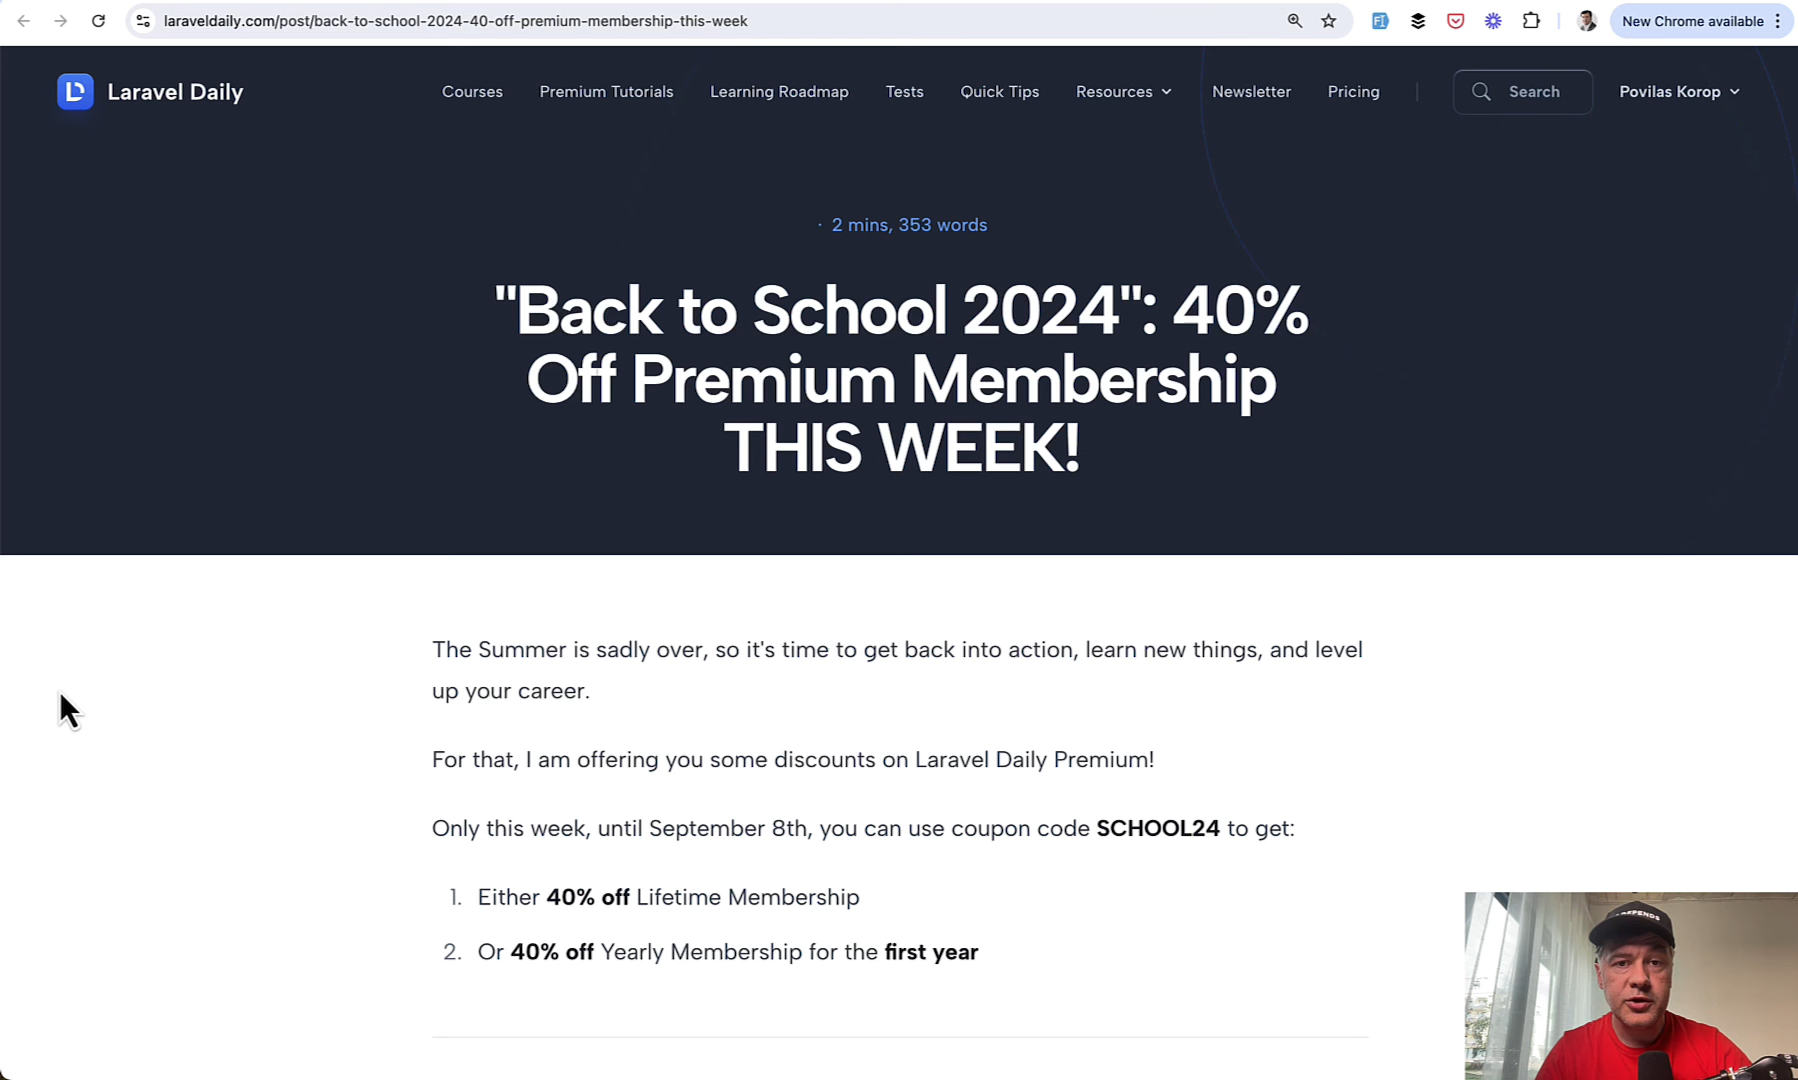 laraveldaily.com/post/back-to-school-2024-40-off-premium-membership-this-week
New Chrome available
Laravel Daily
Courses
Premium Tutorials
Learning Roadmap
Tests
Quick Tips
Resources
Newsletter
Pricing
Search
Povilas Korop
· 2 mins, 353 words
"Back to School 2024": 40%
Off Premium Membership
THIS WEEK!
The Summer is sadly over, so it's time to get back into action, learn new things, and level
up your career.
For that, I am offering you some discounts on Laravel Daily Premium!
Only this week, until September 8th, you can use coupon code SCHOOL24 to get:
1. Either 40% off Lifetime Membership
2. Or 40% off Yearly Membership for the first year